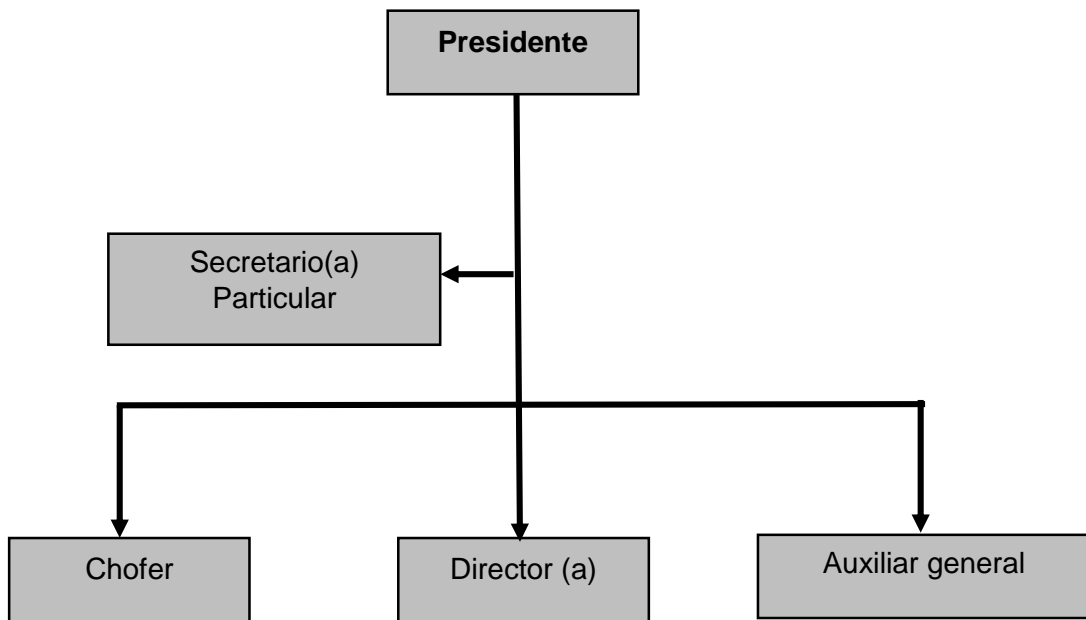 Presidente
Secretario(a)
Particular
Chofer
Director (a)
Auxiliar general